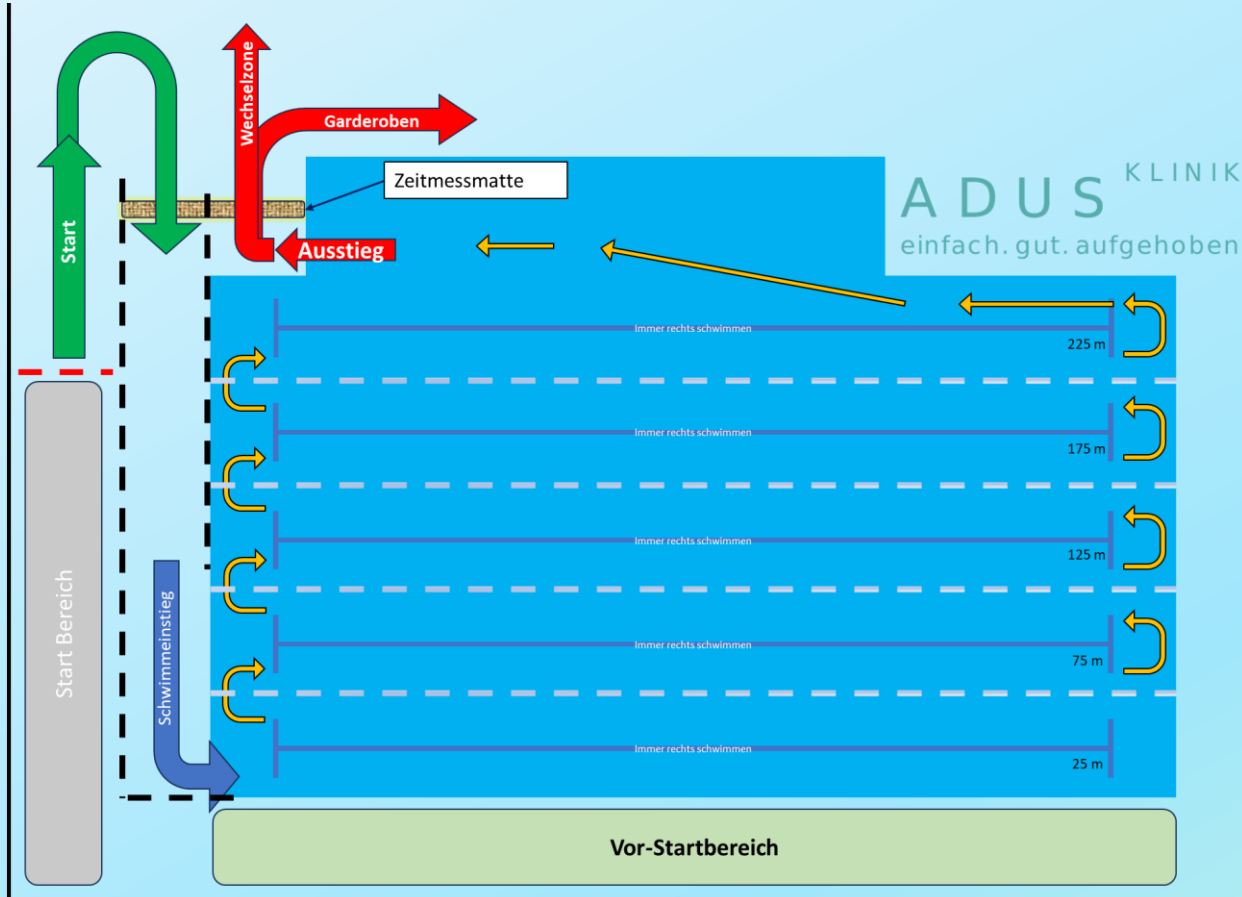 Wechselzone
Garderoben
Zeitmessmatte
KLINIK
ADUS
einfach. gut. aufgehoben
Start
Ausstieg
Immer rechts schwimmen
225 m
Immer rechts schwimmen
175 m
Immer rechts schwimmen
125 m
Start Bereich
Schwimmeinstieg
Immer rechts schwimmen
75 m
Immer rechts schwimmen
25 m
Vor-Startbereich